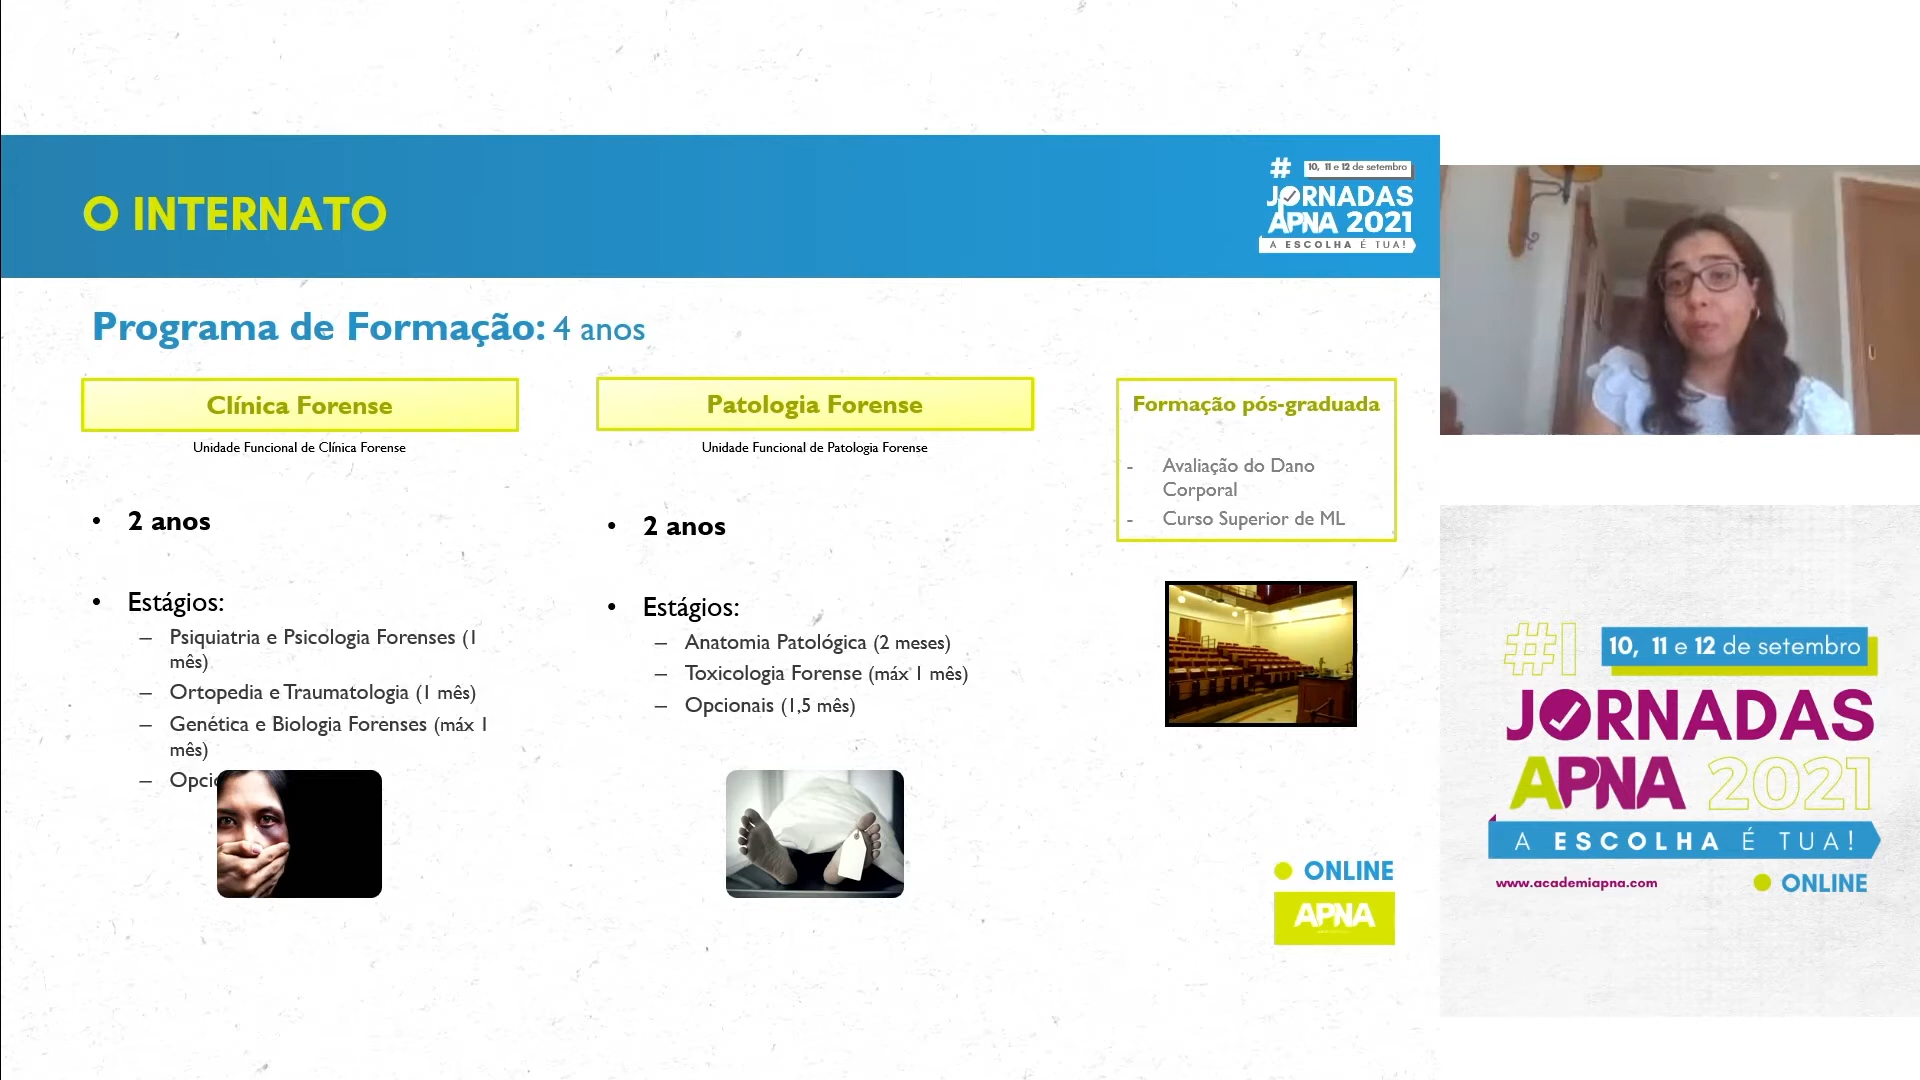 O INTERNATO
# 10, 11 e 12 de setembro
JORNADAS
APNA 2021
A ESCOLHA É TUA!
Programa de Formação: 4 anos
Clínica Forense
Unidade Funcional de Clínica Forense
• 2 anos
• Estágios:
– Psiquiatria e Psicologia Forenses (1
mês)
– Ortopedia e Traumatologia (1 mês)
– Genética e Biologia Forenses (máx 1
mês)
– Opci
Patologia Forense
Unidade Funcional de Patologia Forense
• 2 anos
• Estágios:
– Anatomia Patológica (2 meses)
– Toxicologia Forense (máx 1 mês)
– Opcionais (1,5 mês)
Formação pós-graduada
- Avaliação do Dano
Corporal
- Curso Superior de ML
ONLINE
APNA
#1 10, 11 e 12 de setembro
JORNADAS
APNA 2021
A ESCOLHA É TUA!
www.academiapna.com ONLINE